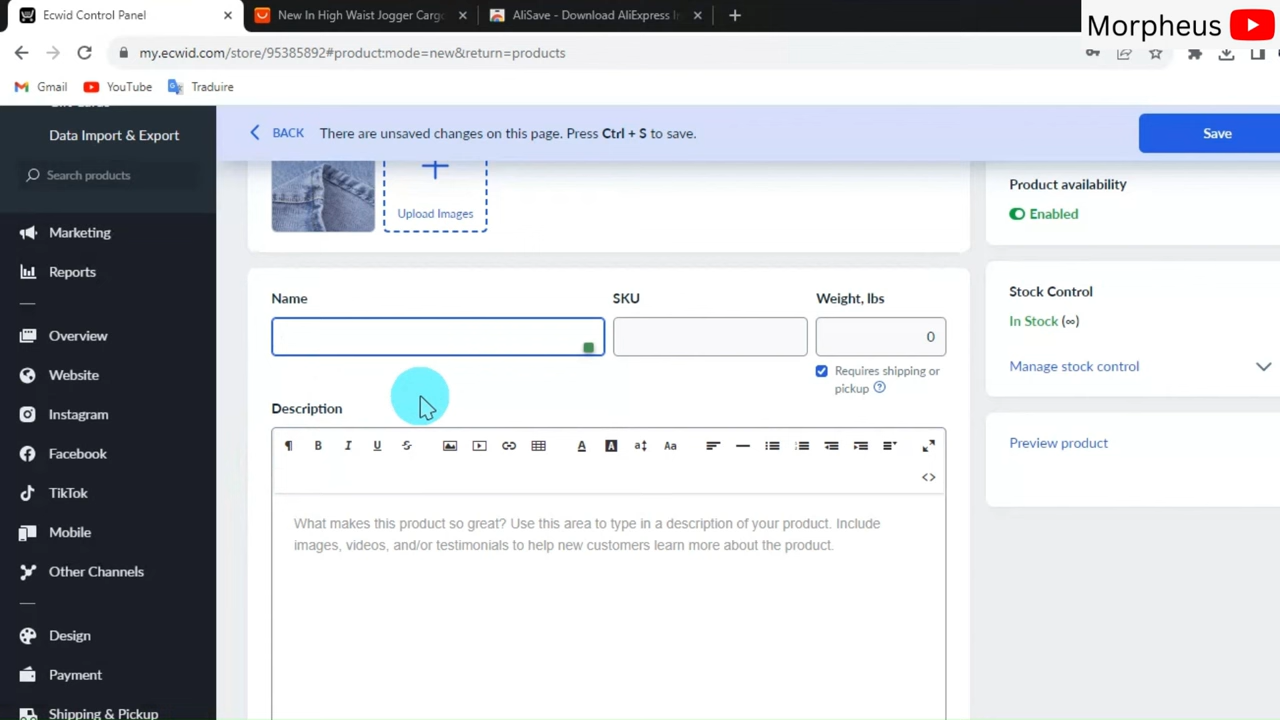 Ecwid Control Panel
New In High Waist Jogger Cargo
AliSave - Download AliExpress
Morpheus
my.ecwid.com/store/95385892#product:mode=new&return=products
Gmail
YouTube
Traduire
Data Import & Export
Search products
Marketing
Reports
Overview
Website
Instagram
Facebook
TikTok
Mobile
Other Channels
Design
Payment
Shipping & Pickup
BACK
There are unsaved changes on this page. Press Ctrl + S to save.
Save
Upload Images
Name
SKU
Weight, lbs
0
Requires shipping or
pickup
Description
What makes this product so great? Use this area to type in a description of your product. Include
images, videos, and/or testimonials to help new customers learn more about the product.
Product availability
Enabled
Stock Control
In Stock (∞)
Manage stock control
Preview product